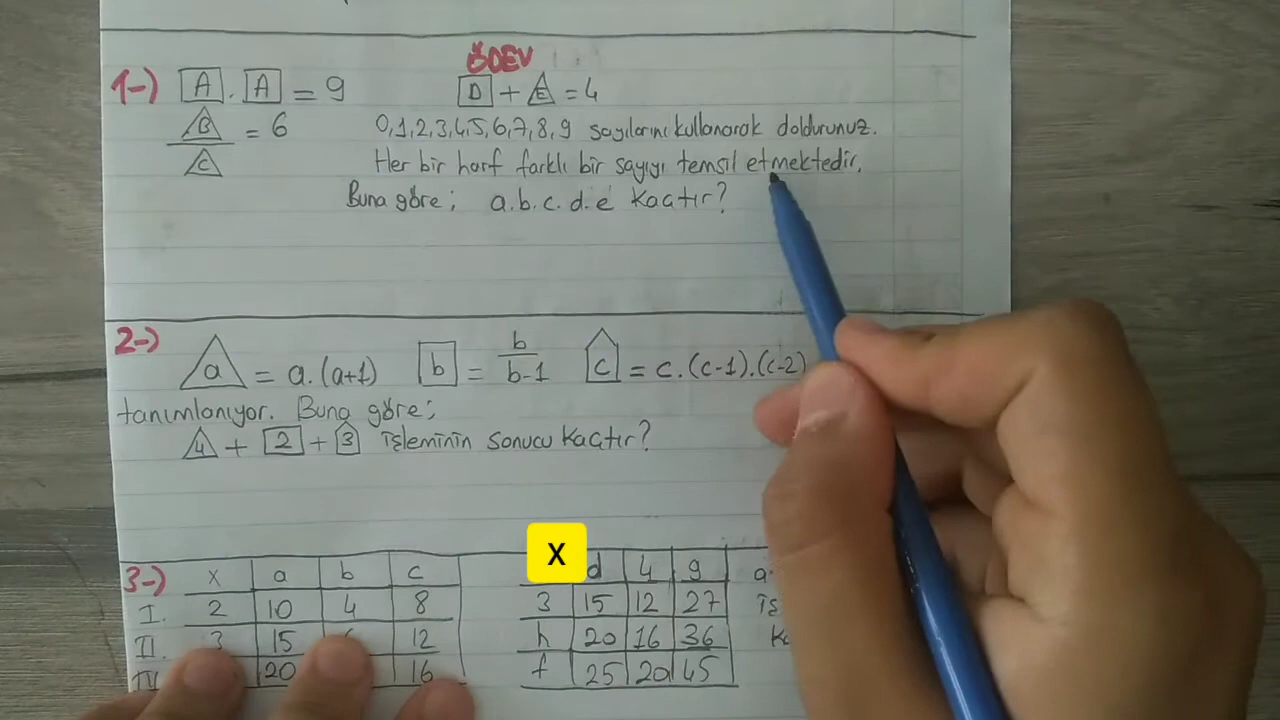 ÖDEV
1-) A . A = 9 D + E = 4
B / C = 6 0,1,2,3,4,5,6,7,8,9 sayılarını kullanarak doldurunuz.
Her bir harf farklı bir sayıyı temsil etmektedir.
Buna göre; a.b.c.d.e kaçtır?
2-) a = a.(a+1) b = b / b-1 c = c.(c-1).(c-2)
tanımlanıyor. Buna göre;
4 + 2 + 3 işleminin sonucu kaçtır?
3-) x a b c
I. 2 10 4 8
II. 3 15 12
20 16
X d 4 9
3 15 12 27
h 20 16 36
f 25 20 45